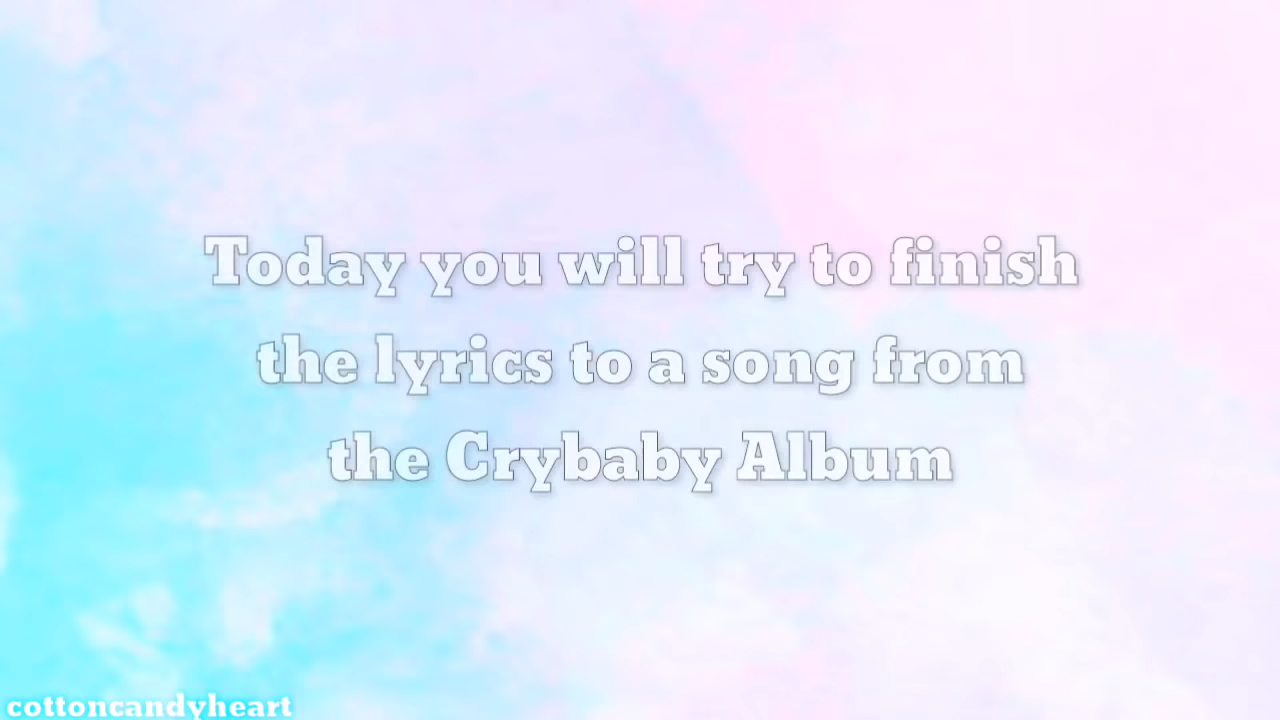 Today you will try to finish
the lyrics to a song from
the Crybaby Album
cottoncandyheart